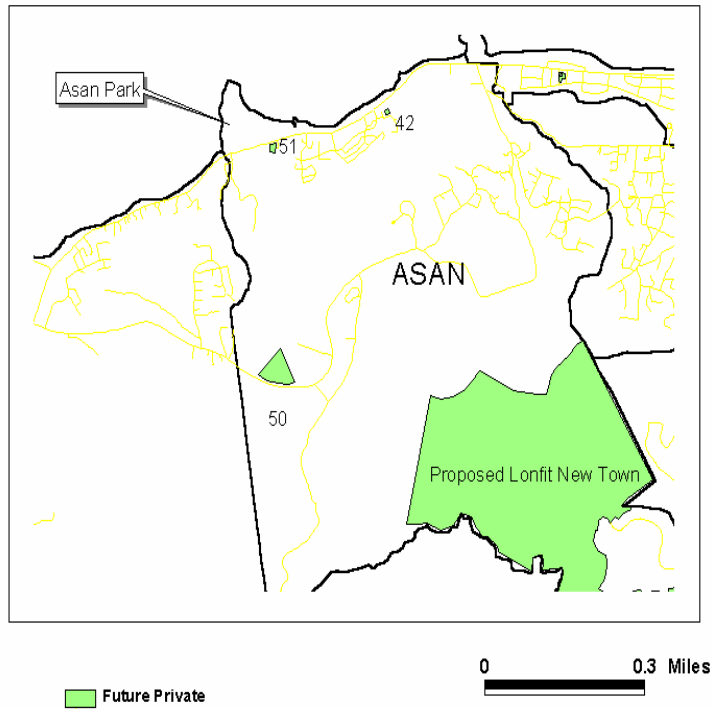 Asan Park
42
51
ASAN
50
Proposed Lonfit New Town
0 0.3 Miles
Future Private